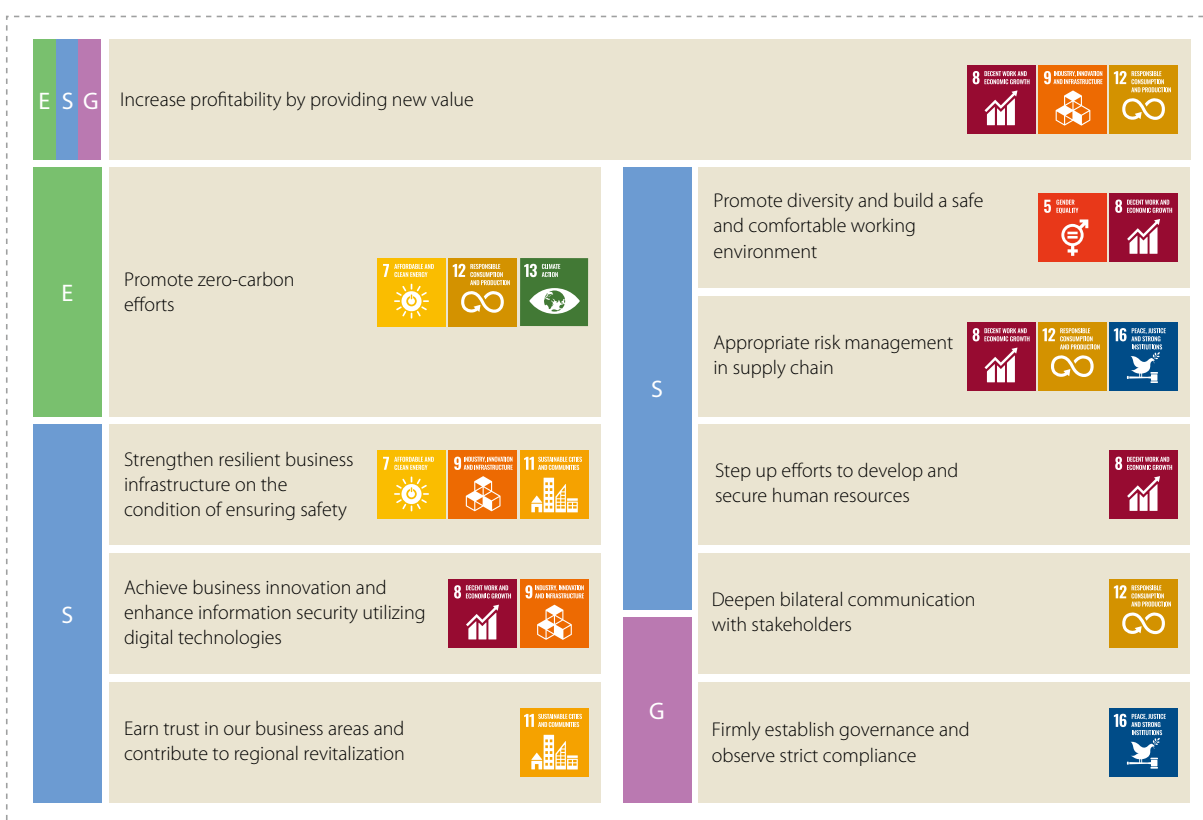 E S G
Increase profitability by providing new value
8 DECENT WORK AND
ECONOMIC GROWTH
9 INDUSTRY, INNOVATION
AND INFRASTRUCTURE
12 RESPONSIBLE
CONSUMPTION
AND PRODUCTION
E
Promote zero-carbon
efforts
7 AFFORDABLE AND
CLEAN ENERGY
12 RESPONSIBLE
CONSUMPTION
AND PRODUCTION
13 CLIMATE
ACTION
S
Strengthen resilient business
infrastructure on the
condition of ensuring safety
7 AFFORDABLE AND
CLEAN ENERGY
9 INDUSTRY, INNOVATION
AND INFRASTRUCTURE
11 SUSTAINABLE CITIES
AND COMMUNITIES
Achieve business innovation and
enhance information security utilizing
digital technologies
8 DECENT WORK AND
ECONOMIC GROWTH
9 INDUSTRY, INNOVATION
AND INFRASTRUCTURE
Earn trust in our business areas and
contribute to regional revitalization
11 SUSTAINABLE CITIES
AND COMMUNITIES
S
Promote diversity and build a safe
and comfortable working
environment
5 GENDER
EQUALITY
8 DECENT WORK AND
ECONOMIC GROWTH
Appropriate risk management
in supply chain
8 DECENT WORK AND
ECONOMIC GROWTH
12 RESPONSIBLE
CONSUMPTION
AND PRODUCTION
16 PEACE, JUSTICE
AND STRONG
INSTITUTIONS
Step up efforts to develop and
secure human resources
8 DECENT WORK AND
ECONOMIC GROWTH
Deepen bilateral communication
with stakeholders
12 RESPONSIBLE
CONSUMPTION
AND PRODUCTION
G
Firmly establish governance and
observe strict compliance
16 PEACE, JUSTICE
AND STRONG
INSTITUTIONS